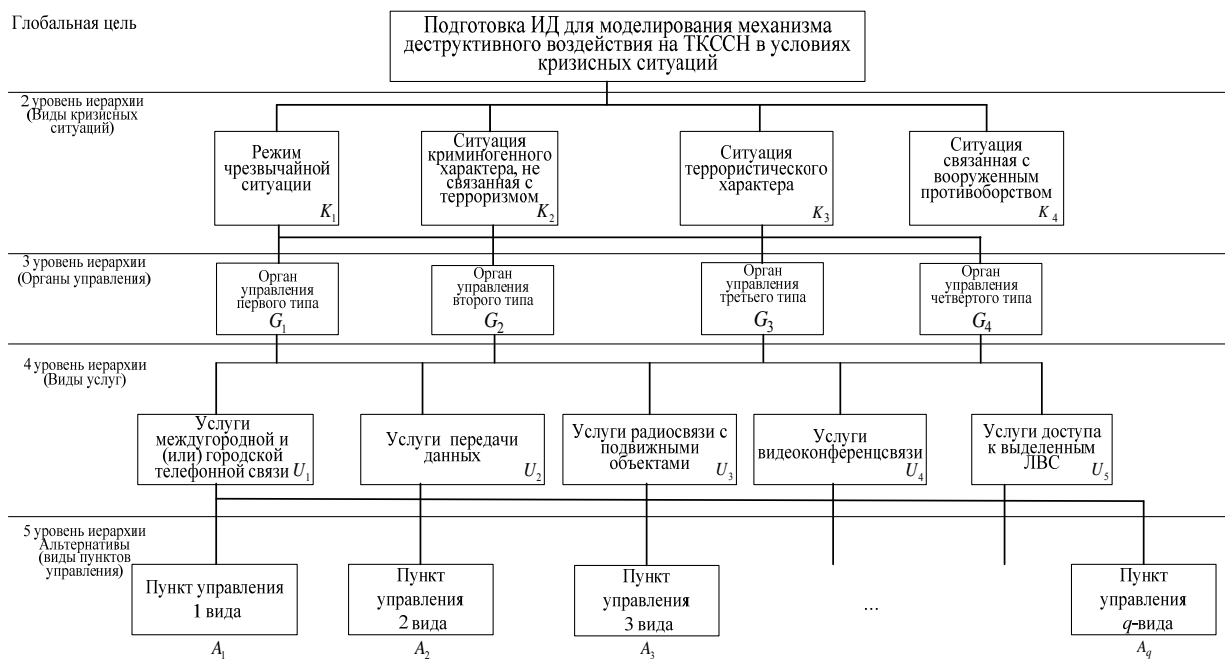 Глобальная цель
Подготовка ИД для моделирования механизма
деструктивного воздействия на ТКССН в условиях
кризисных ситуаций
2 уровень иерархии
(Виды кризисных
ситуаций)
Режим
чрезвычайной
ситуации
K1
Ситуация
криминогенного
характера, не
связанная с
терроризмом
K2
Ситуация
террористического
характера
K3
Ситуация
связанная с
вооруженным
противоборством
K4
3 уровень иерархии
(Органы управления)
Орган
управления
первого типа
G1
Орган
управления
второго типа
G2
Орган
управления
третьего типа
G3
Орган
управления
четвертого типа
G4
4 уровень иерархии
(Виды услуг)
Услуги
междугородной и
(или) городской
телефонной связи U1
Услуги передачи
данных
U2
Услуги радиосвязи с
подвижными
объектами
U3
Услуги
видеоконференцсвязи
U4
Услуги доступа
к выделенным
ЛВС
U5
5 уровень иерархии
Альтернативы
(виды пунктов
управления)
Пункт управления
1 вида
A1
Пункт
управления
2 вида
A2
Пункт
управления
3 вида
A3
...
Пункт
управления
q-вида
Aq